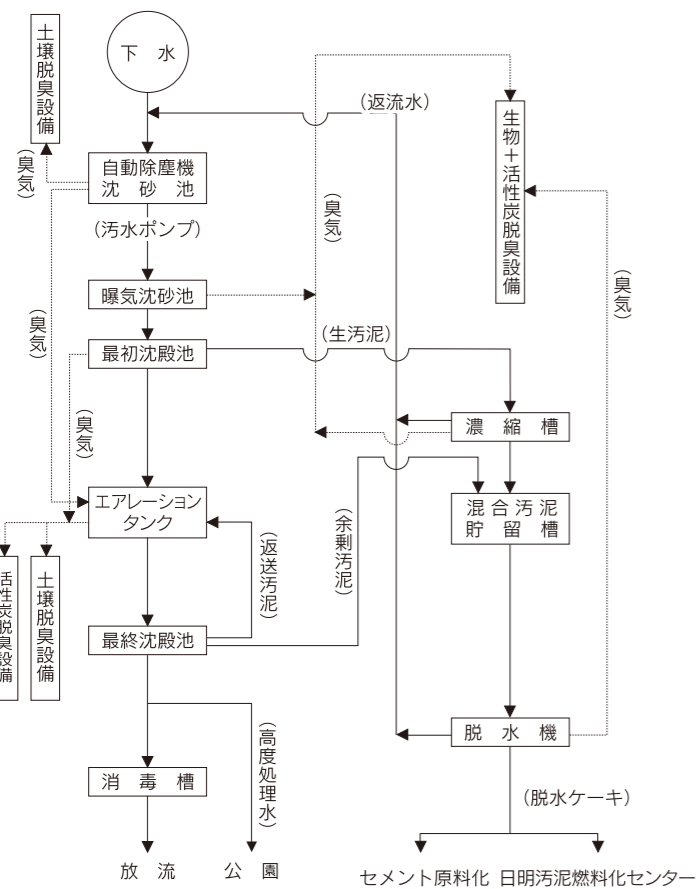 下 水
土壌脱臭設備
(臭気)
(返流水)
自動除塵機
沈 砂 池
(汚水ポンプ)
生物+活性炭脱臭設備
(臭気)
(臭気)
曝気沈砂池
(臭気)
(生汚泥)
最初沈殿池
(臭気)
濃 縮 槽
エアレーション
タンク
混合汚泥
貯 留 槽
(返送汚泥)
(余剰汚泥)
活性炭脱臭設備
土壌脱臭設備
最終沈殿池
(高度処理水)
脱 水 機
消 毒 槽
(脱水ケーキ)
放 流
公 園
セメント原料化
日明汚泥燃料化センター